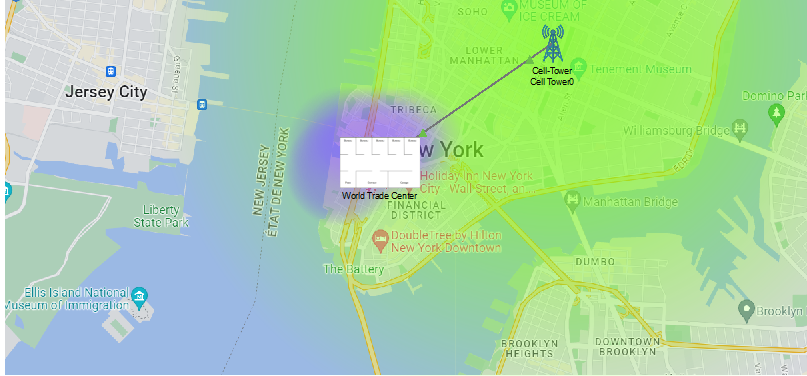 SOHO
MUSEUM OF
ICE CREAM
LOWER
MANHATTAN
Cell-Tower
Cell Tower0
Tenement Museum
Jersey City
Domino Park
TRIBECA
Williamsburg Bridge
w York
World Trade Center
Holiday Inn New York
City - Wall Street, an...
FINANCIAL
DISTRICT
Manhattan Bridge
NEW JERSEY
ÉTAT DE NEW YORK
Liberty
State Park
DoubleTree by Hilton
New York Downtown
The Battery
DUMBO
Ellis Island National
Museum of Immigration
Brooklyn
BROOKLYN
HEIGHTS
DOWNTOWN
BROOKLYN